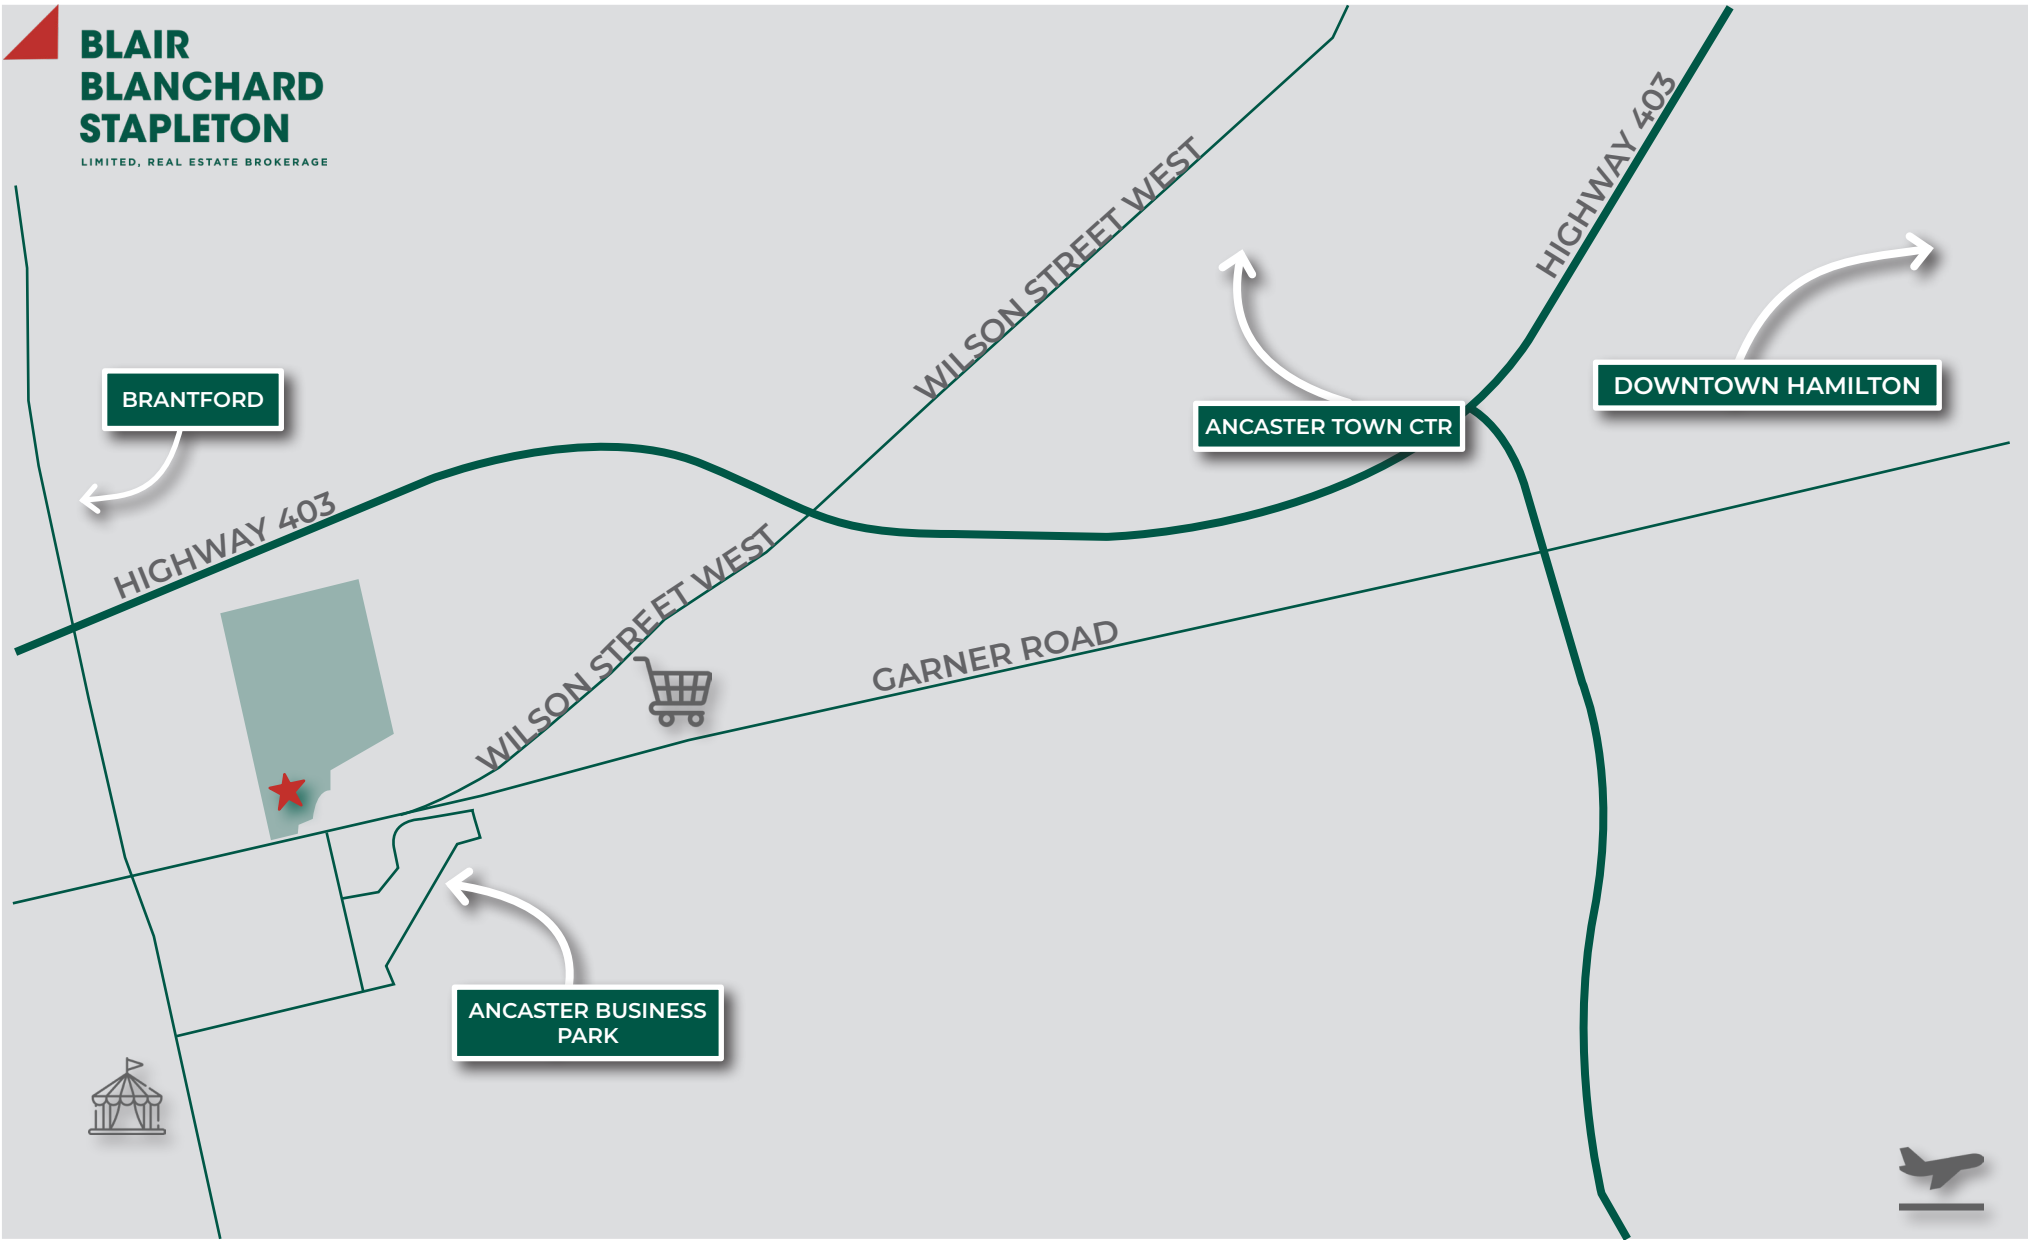 BLAIR
BLANCHARD
STAPLETON
LIMITED, REAL ESTATE BROKERAGE
HIGHWAY 403
WILSON STREET WEST
DOWNTOWN HAMILTON
BRANTFORD
ANCASTER TOWN CTR
HIGHWAY 403
WILSON STREET WEST
GARNER ROAD
ANCASTER BUSINESS
PARK